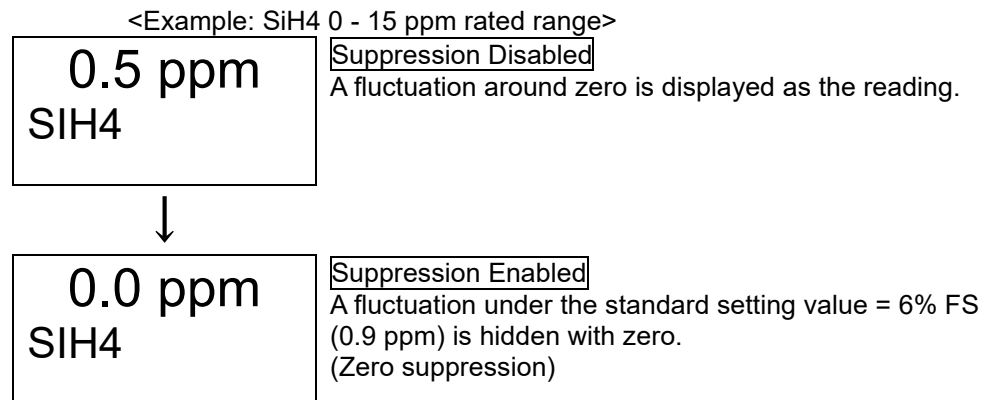 <Example: SiH4 0 - 15 ppm rated range>
0.5 ppm
SIH4
Suppression Disabled
A fluctuation around zero is displayed as the reading.
↓
0.0 ppm
SIH4
Suppression Enabled
A fluctuation under the standard setting value = 6% FS
(0.9 ppm) is hidden with zero.
(Zero suppression)